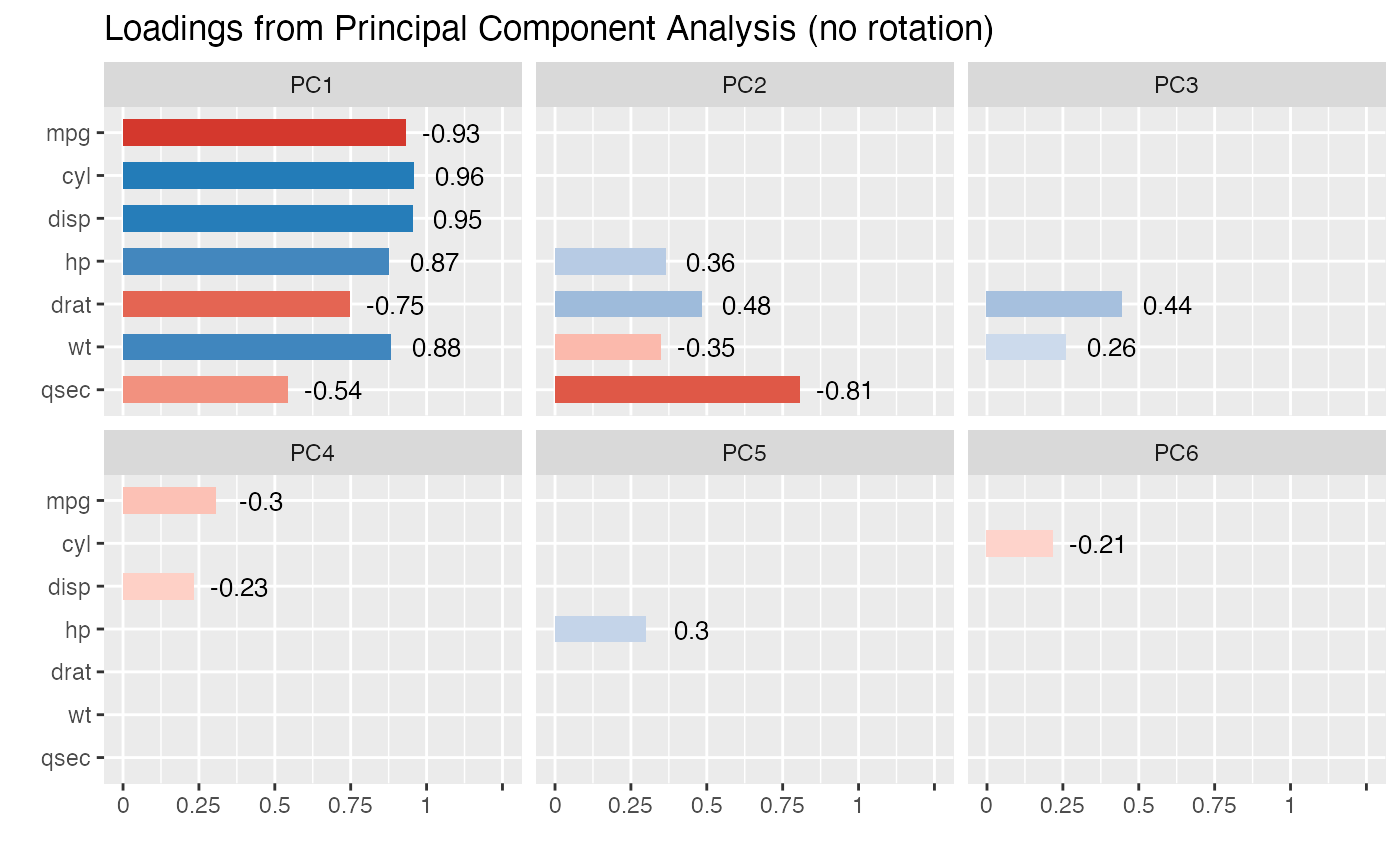 Loadings from Principal Component Analysis (no rotation)
PC1 PC2 PC3
mpg -0.93
cyl 0.96
disp 0.95
hp 0.87 0.36
drat -0.75 0.48 0.44
wt 0.88 -0.35 0.26
qsec -0.54 -0.81
PC4 PC5 PC6
mpg -0.3
cyl -0.21
disp -0.23
hp 0.3
drat
wt
qsec
0 0.25 0.5 0.75 1 0 0.25 0.5 0.75 1 0 0.25 0.5 0.75 1